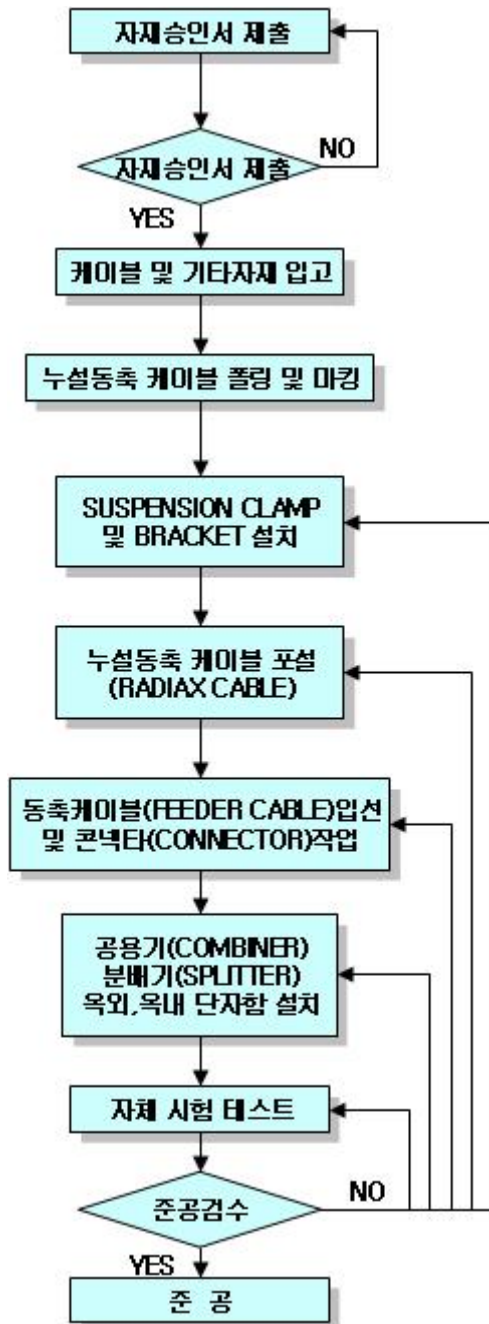 자재승인서 제출
자재승인서 제출
NO
YES
케이블 및 기타자재 입고
누설동축 케이블 폴링 및 마킹
SUSPENSION CLAMP
및 BRACKET 설치
누설동축 케이블 포설
(RADIAX CABLE)
동축케이블(FEEDER CABLE)입선
및 콘넥타(CONNECTOR)작업
공용기(COMBINER)
분배기(SPLITTER)
옥외,옥내 단자함 설치
자체 시험 테스트
준공검수
NO
YES
준 공